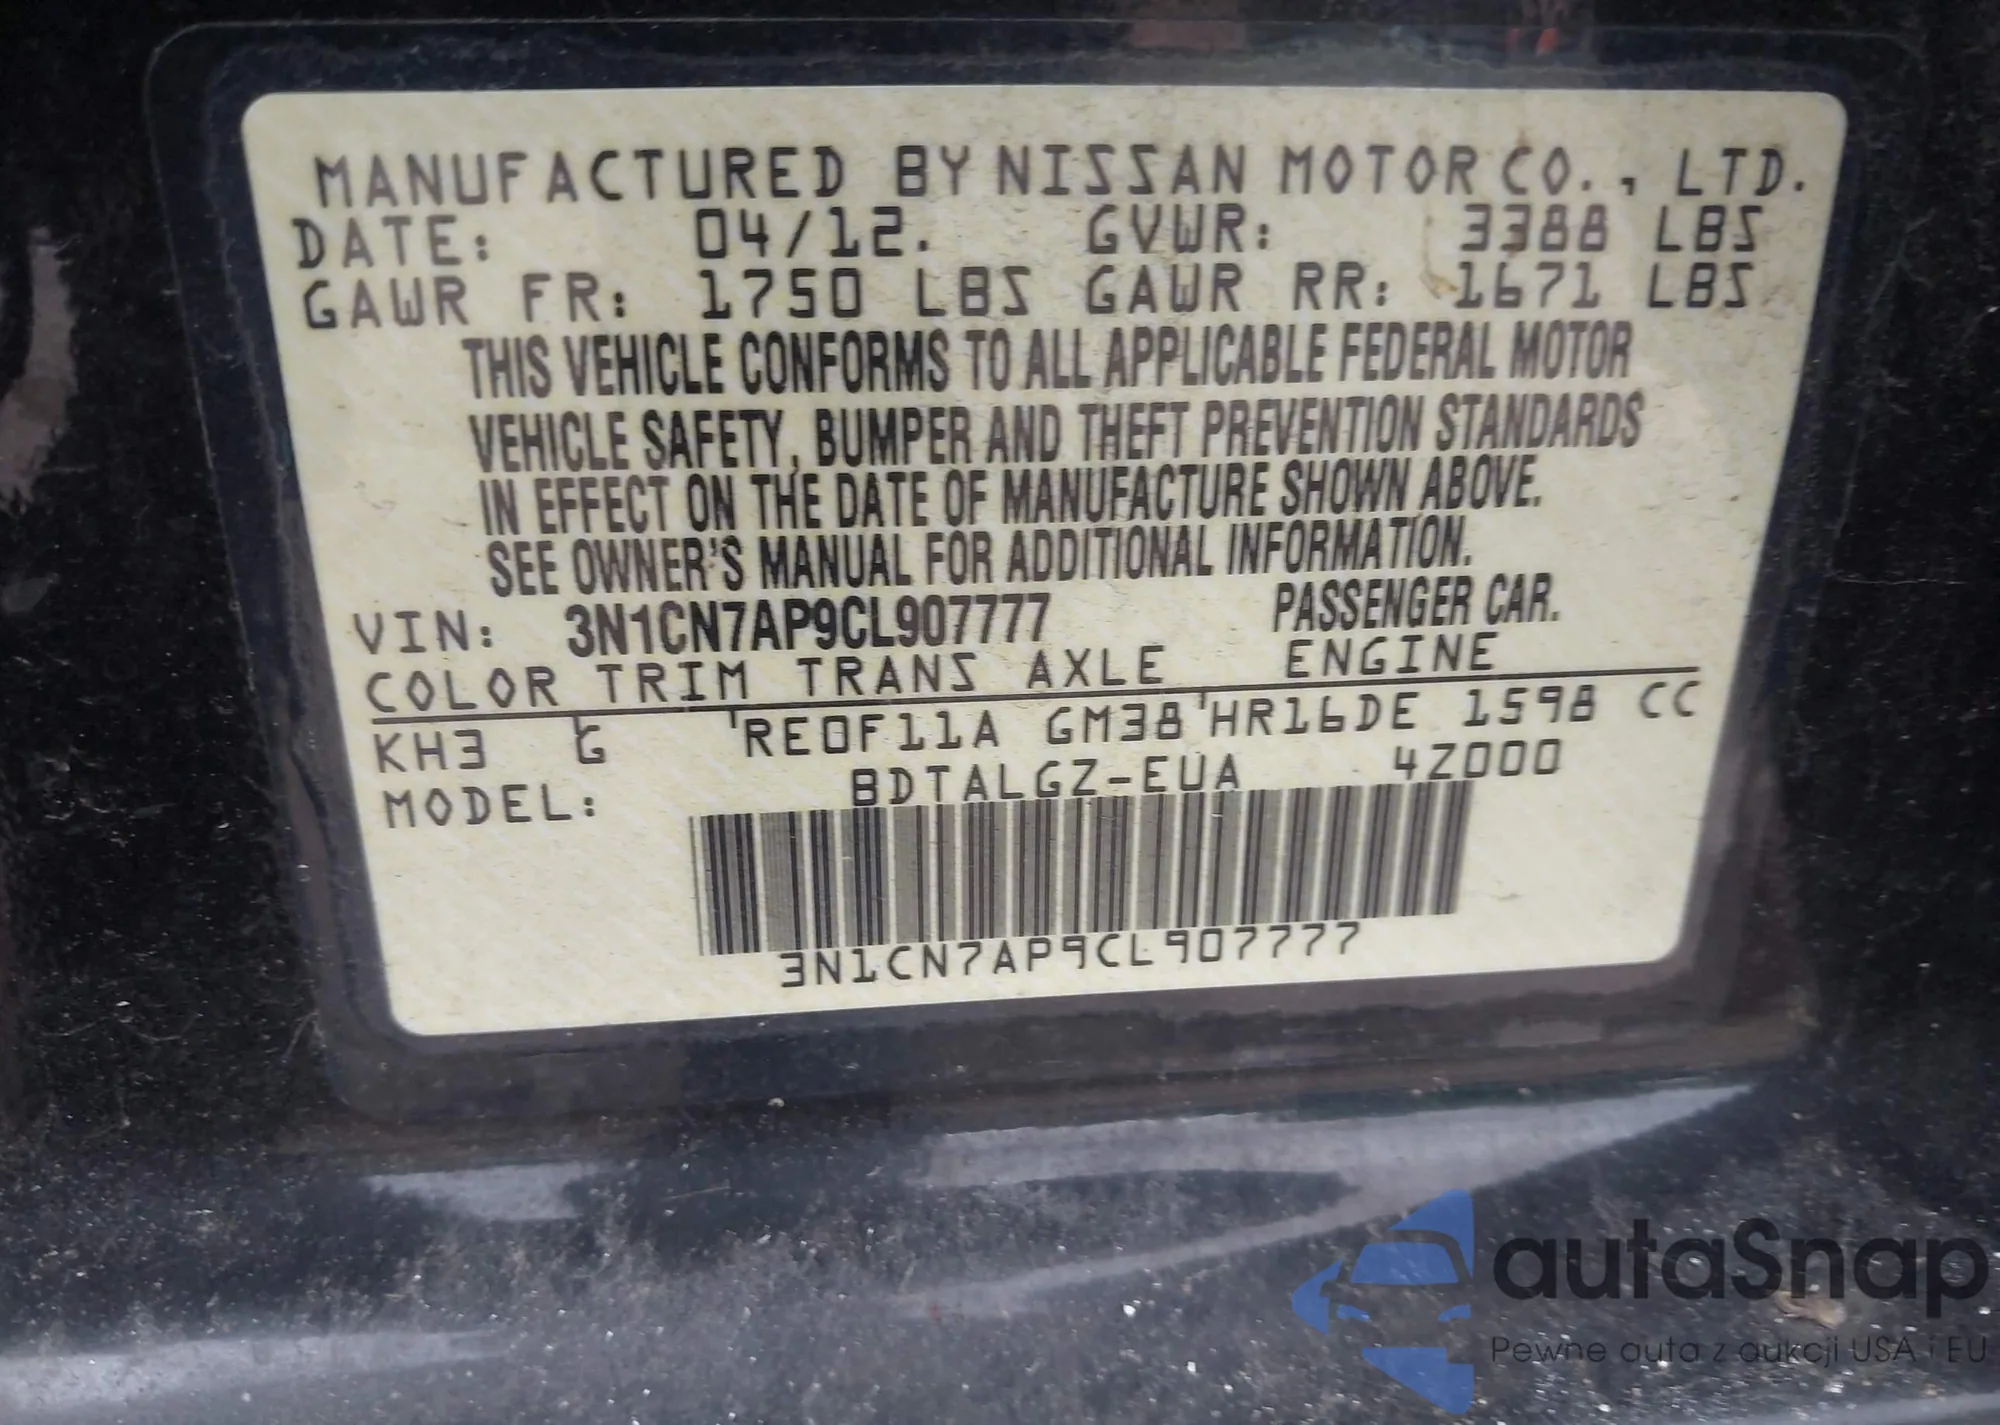 MANUFACTURED BY NISSAN MOTOR CO., LTD.
DATE: 04/12. GVWR: 3388 LBS
GAWR FR: 1750 LBS GAWR RR: 1671 LBS
THIS VEHICLE CONFORMS TO ALL APPLICABLE FEDERAL MOTOR
VEHICLE SAFETY, BUMPER AND THEFT PREVENTION STANDARDS
IN EFFECT ON THE DATE OF MANUFACTURE SHOWN ABOVE.
SEE OWNER'S MANUAL FOR ADDITIONAL INFORMATION.
VIN: 3N1CN7AP9CL907777 PASSENGER CAR.
COLOR TRIM TRANS AXLE ENGINE
KH3 G 'RE0F11A GM38'HR16DE 1598 CC
MODEL: BDTALGZ-EUA 4Z000
3N1CN7AP9CL907777
autaSnap
Pewne auta z aukcji USA i EU